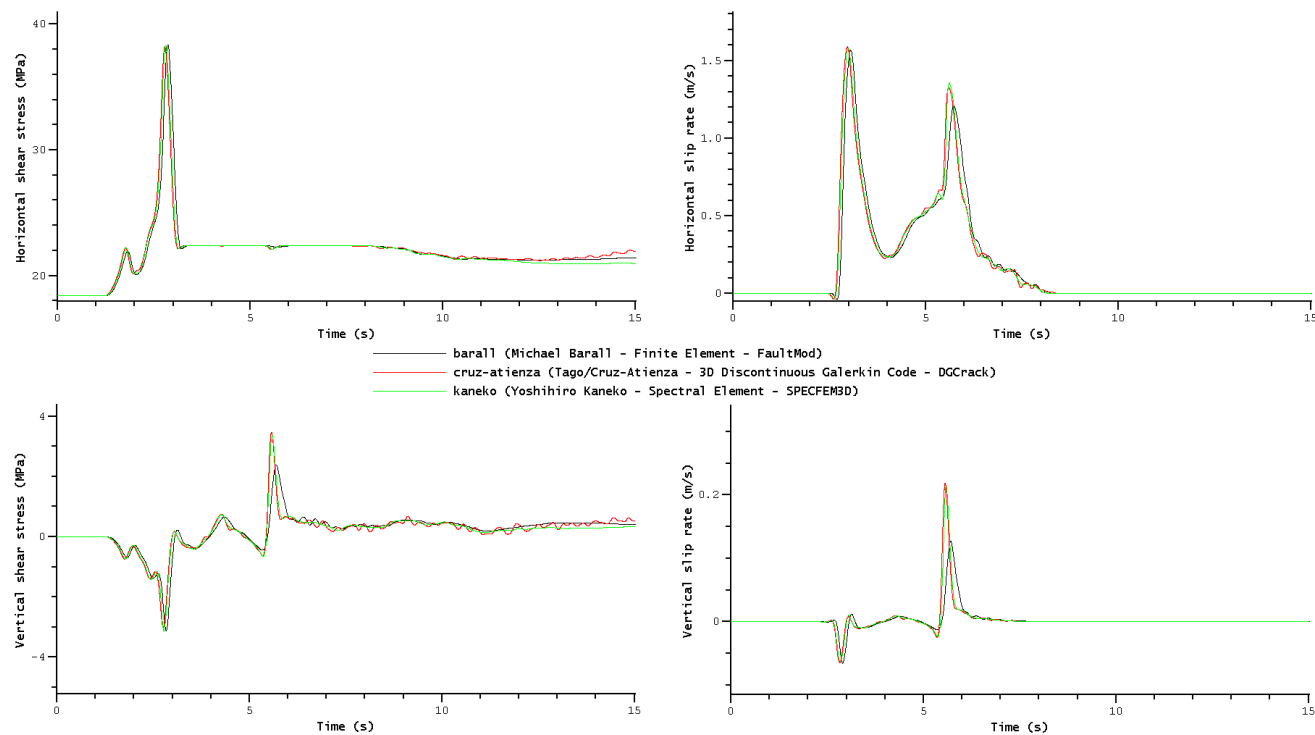 Horizontal shear stress (MPa)
40
30
20
0
5
10
15
Time (s)
Horizontal slip rate (m/s)
1.5
1.0
0.5
0
0
5
10
15
Time (s)
barall (Michael Barall - Finite Element - FaultMod)
cruz-atienza (Tago/Cruz-Atienza - 3D Discontinuous Galerkin Code - DGCrack)
kaneko (Yoshihiro Kaneko - Spectral Element - SPECFEM3D)
Vertical shear stress (MPa)
4
0
-4
0
5
10
15
Time (s)
Vertical slip rate (m/s)
0.2
0
0
5
10
15
Time (s)